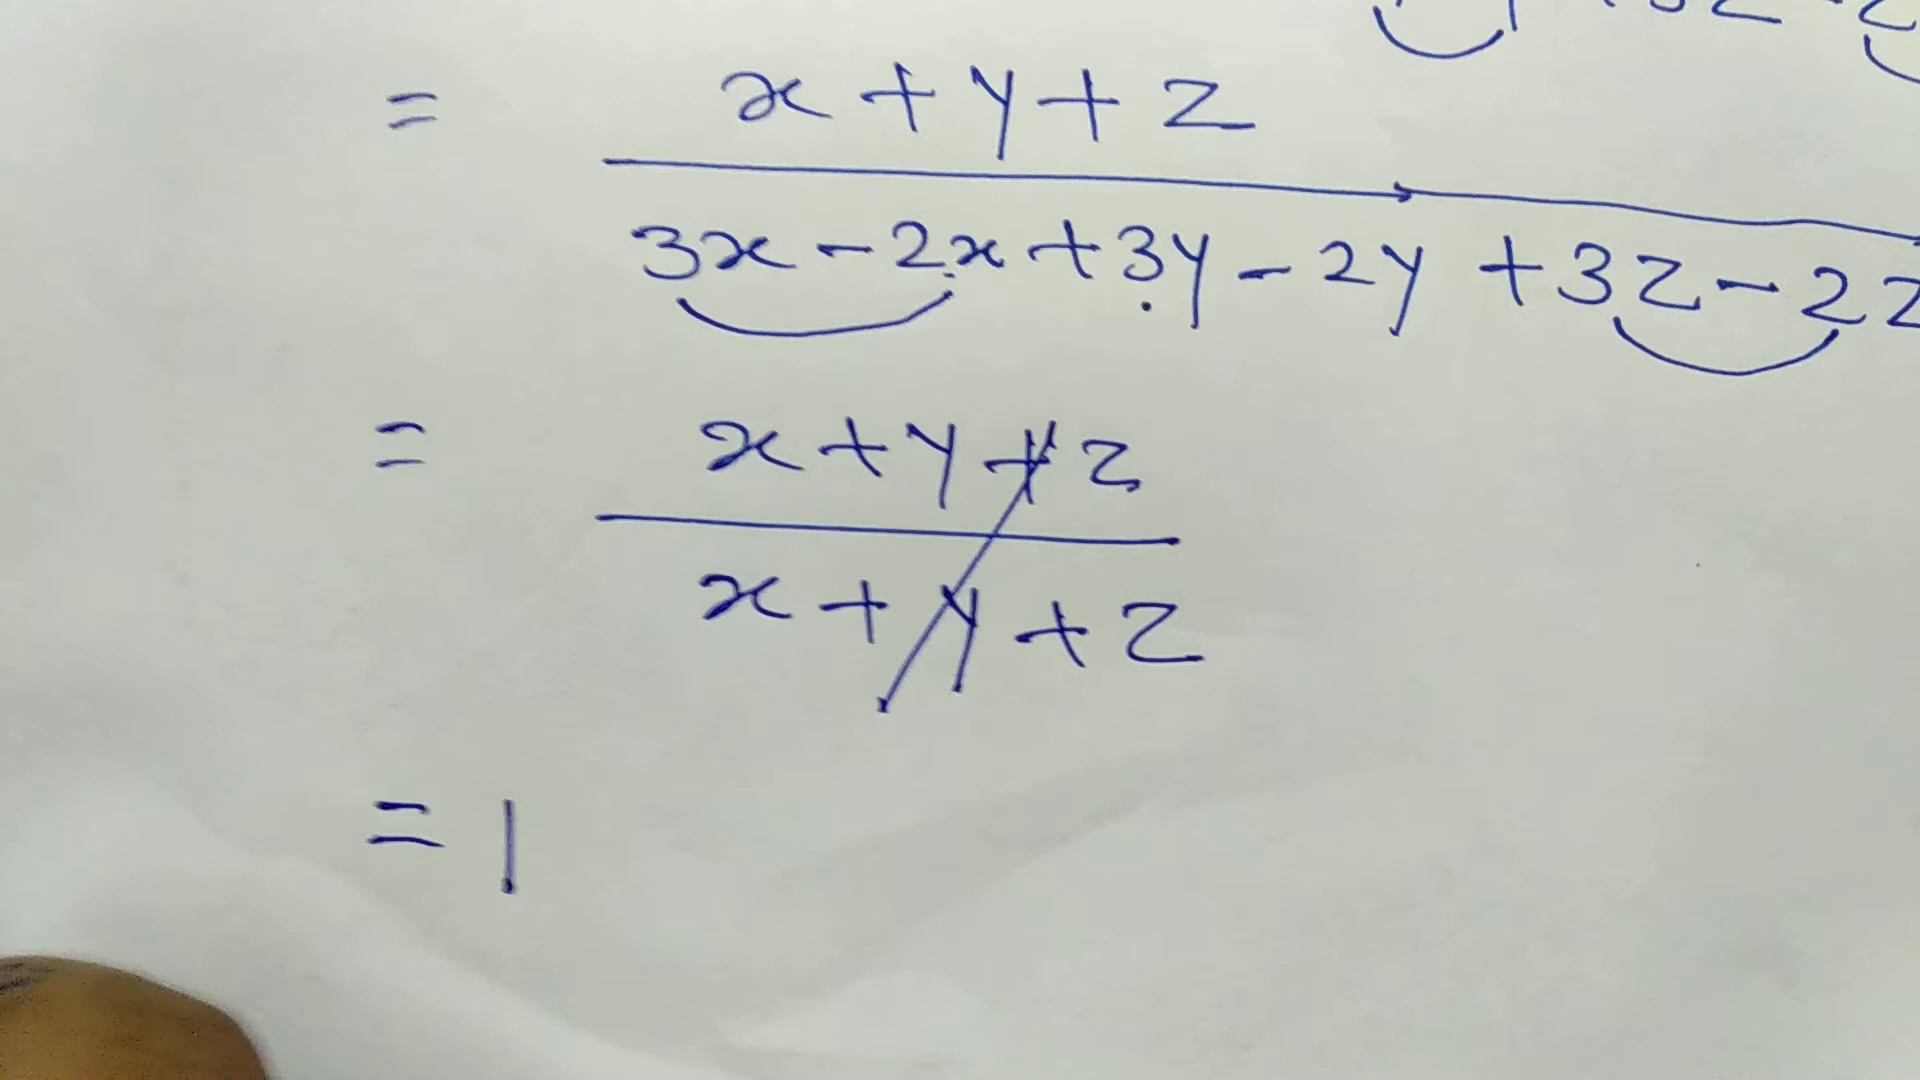 = x + y + z
3x - 2x + 3y - 2y + 3z - 2z
= x + y + z
x + y + z
= 1